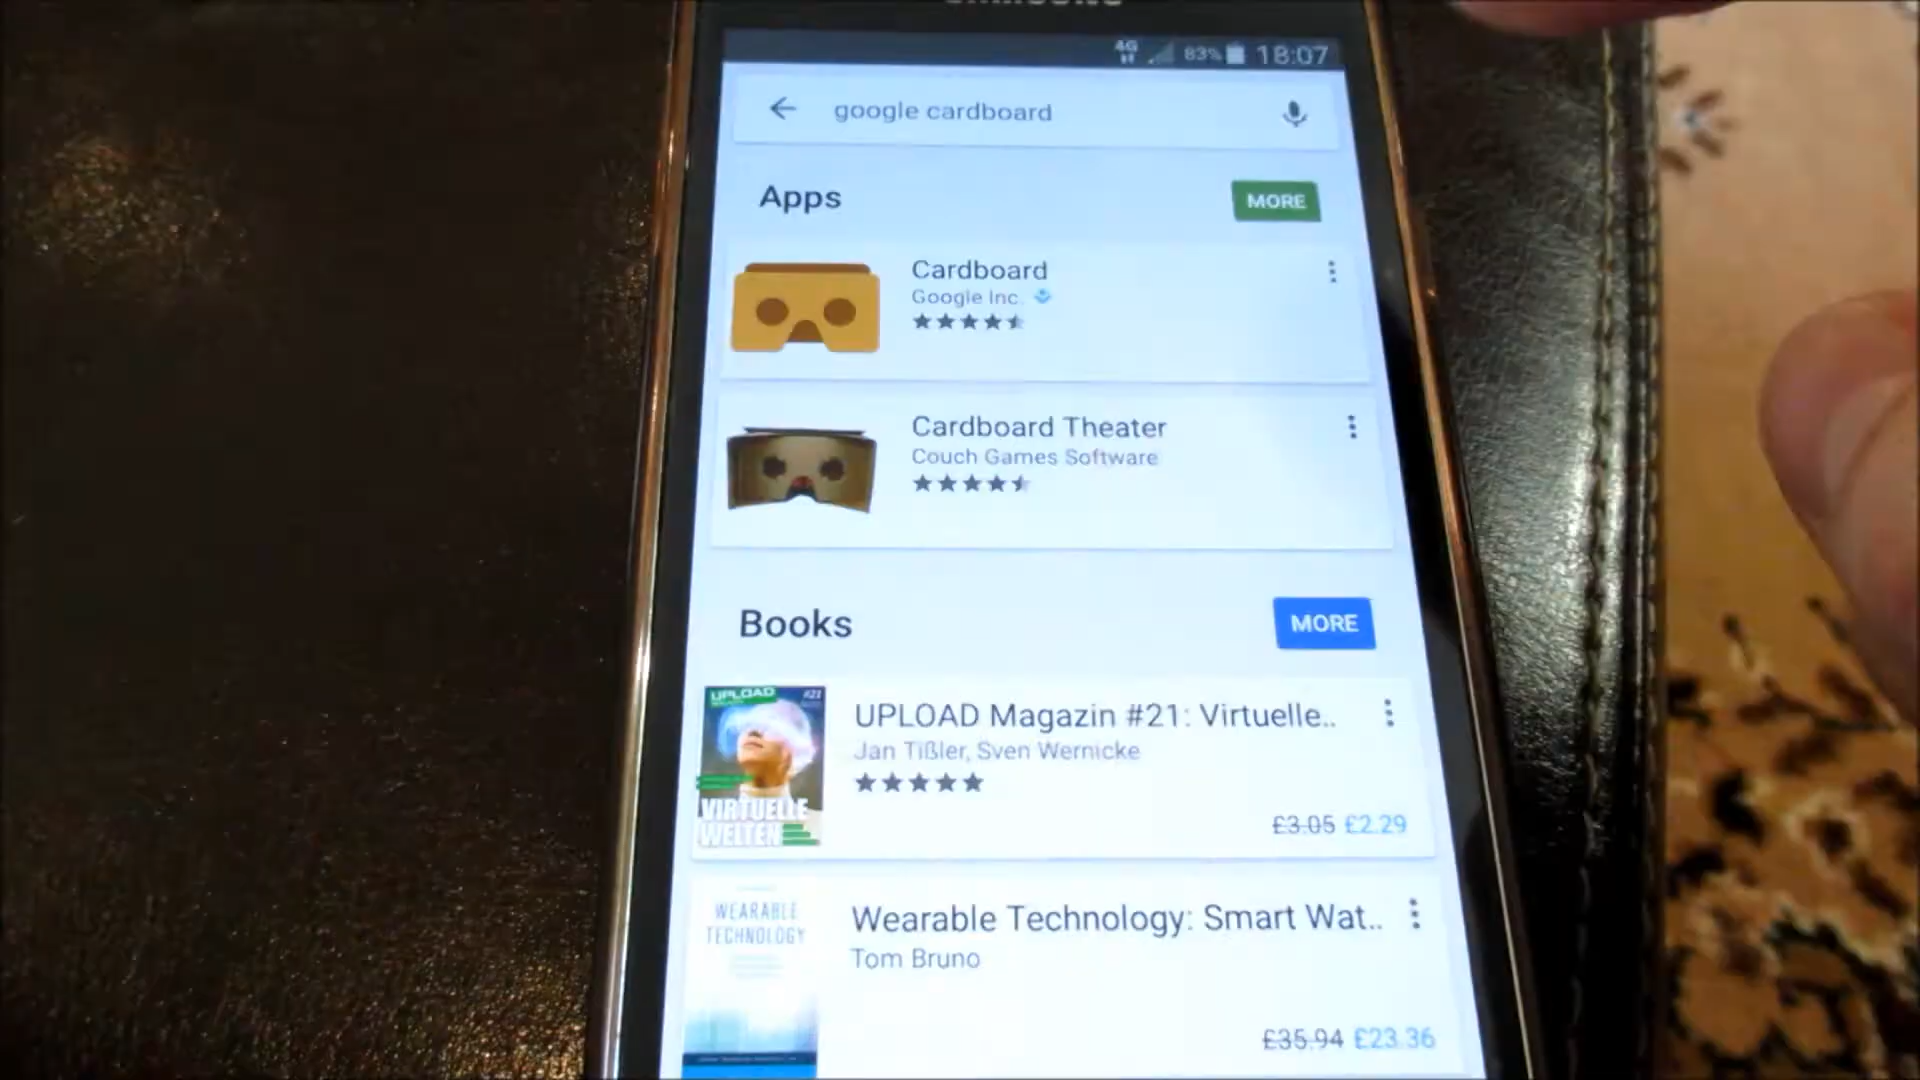 SAMSUNG
4G 83% 18:07
google cardboard
Apps
MORE
Cardboard
Google Inc.
Cardboard Theater
Couch Games Software
Books
MORE
UPLOAD
#21
VIRTUELLE
WELTEN
UPLOAD Magazin #21: Virtuelle..
Jan Tißler, Sven Wernicke
£3.05 £2.29
WEARABLE
TECHNOLOGY
Wearable Technology: Smart Wat..
Tom Bruno
£35.94 £23.36